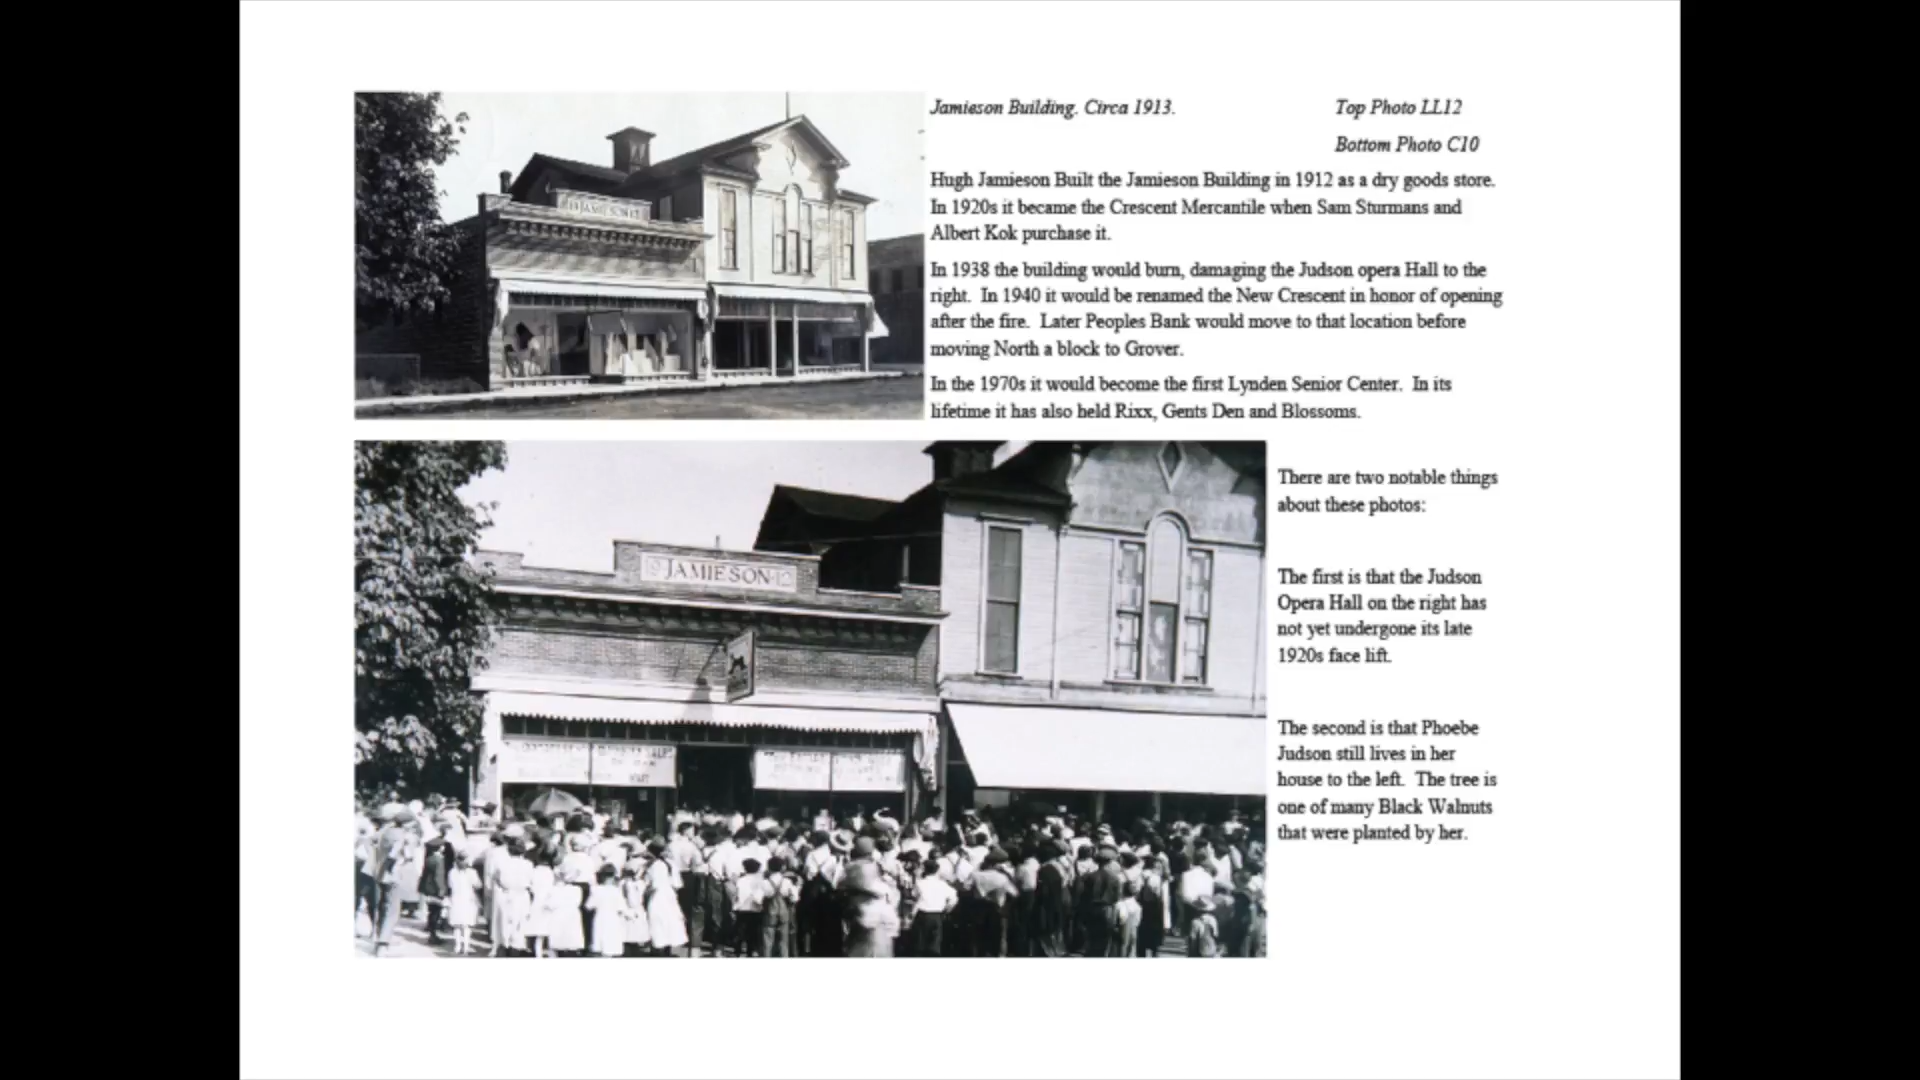 Jamieson Building. Circa 1913.
Top Photo LL12
Bottom Photo C10
Hugh Jamieson Built the Jamieson Building in 1912 as a dry goods store.
In 1920s it became the Crescent Mercantile when Sam Sturmans and
Albert Kok purchase it.
In 1938 the building would burn, damaging the Judson opera Hall to the
right. In 1940 it would be renamed the New Crescent in honor of opening
after the fire. Later Peoples Bank would move to that location before
moving North a block to Grover.
In the 1970s it would become the first Lynden Senior Center. In its
lifetime it has also held Rixx, Gents Den and Blossoms.
JAMIESON
19 JAMIESON 12
There are two notable things
about these photos:
The first is that the Judson
Opera Hall on the right has
not yet undergone its late
1920s face lift.
The second is that Phoebe
Judson still lives in her
house to the left. The tree is
one of many Black Walnuts
that were planted by her.